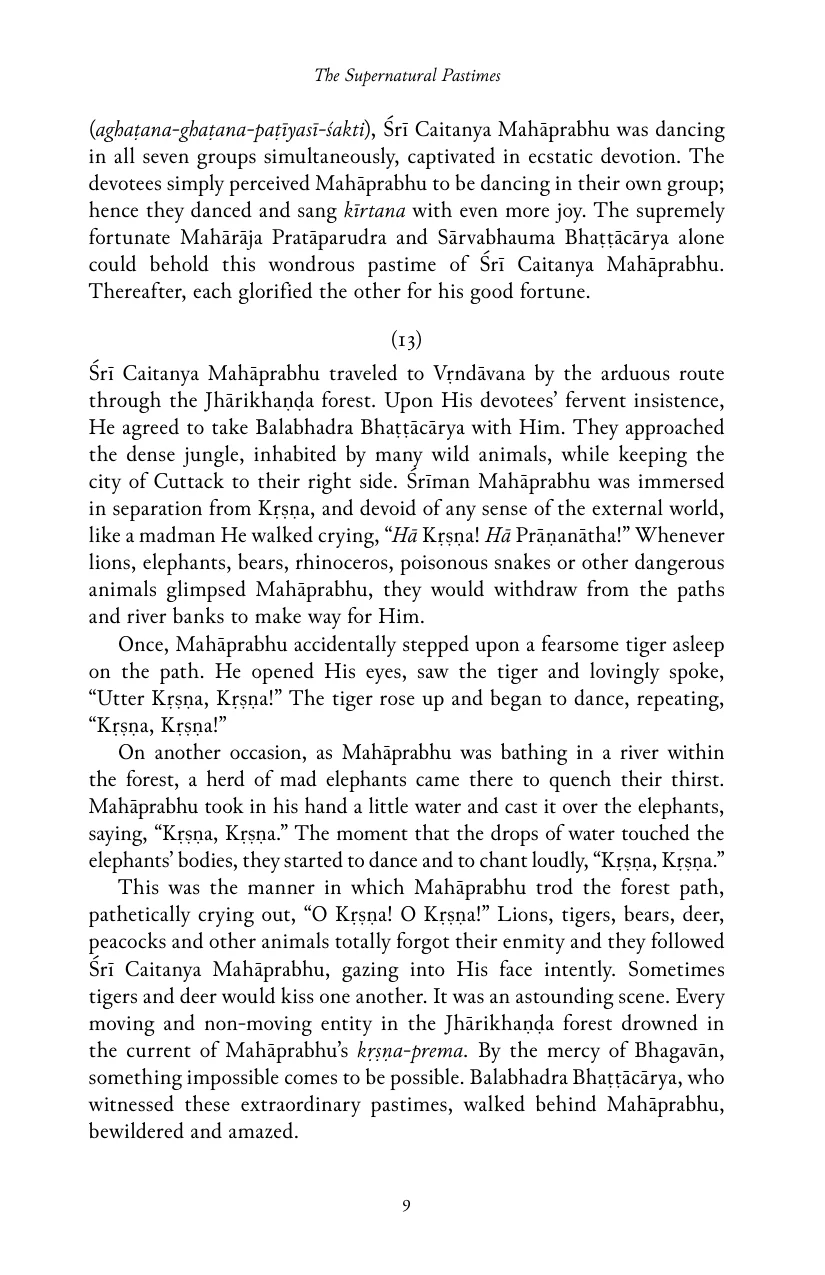 The Supernatural Pastimes
(aghaṭana-ghaṭana-paṭīyasī-śakti), Śrī Caitanya Mahāprabhu was dancing
in all seven groups simultaneously, captivated in ecstatic devotion. The
devotees simply perceived Mahāprabhu to be dancing in their own group;
hence they danced and sang kīrtana with even more joy. The supremely
fortunate Mahārāja Pratāparudra and Sārvabhauma Bhaṭṭācārya alone
could behold this wondrous pastime of Śrī Caitanya Mahāprabhu.
Thereafter, each glorified the other for his good fortune.
(13)
Śrī Caitanya Mahāprabhu traveled to Vṛndāvana by the arduous route
through the Jhārikhaṇḍa forest. Upon His devotees’ fervent insistence,
He agreed to take Balabhadra Bhaṭṭācārya with Him. They approached
the dense jungle, inhabited by many wild animals, while keeping the
city of Cuttack to their right side. Śrīman Mahāprabhu was immersed
in separation from Kṛṣṇa, and devoid of any sense of the external world,
like a madman He walked crying, “Hā Kṛṣṇa! Hā Prāṇanātha!” Whenever
lions, elephants, bears, rhinoceros, poisonous snakes or other dangerous
animals glimpsed Mahāprabhu, they would withdraw from the paths
and river banks to make way for Him.
Once, Mahāprabhu accidentally stepped upon a fearsome tiger asleep
on the path. He opened His eyes, saw the tiger and lovingly spoke,
“Utter Kṛṣṇa, Kṛṣṇa!” The tiger rose up and began to dance, repeating,
“Kṛṣṇa, Kṛṣṇa!”
On another occasion, as Mahāprabhu was bathing in a river within
the forest, a herd of mad elephants came there to quench their thirst.
Mahāprabhu took in his hand a little water and cast it over the elephants,
saying, “Kṛṣṇa, Kṛṣṇa.” The moment that the drops of water touched the
elephants’ bodies, they started to dance and to chant loudly, “Kṛṣṇa, Kṛṣṇa.”
This was the manner in which Mahāprabhu trod the forest path,
pathetically crying out, “O Kṛṣṇa! O Kṛṣṇa!” Lions, tigers, bears, deer,
peacocks and other animals totally forgot their enmity and they followed
Śrī Caitanya Mahāprabhu, gazing into His face intently. Sometimes
tigers and deer would kiss one another. It was an astounding scene. Every
moving and non-moving entity in the Jhārikhaṇḍa forest drowned in
the current of Mahāprabhu’s kṛṣṇa-prema. By the mercy of Bhagavān,
something impossible comes to be possible. Balabhadra Bhaṭṭācārya, who
witnessed these extraordinary pastimes, walked behind Mahāprabhu,
bewildered and amazed.
9